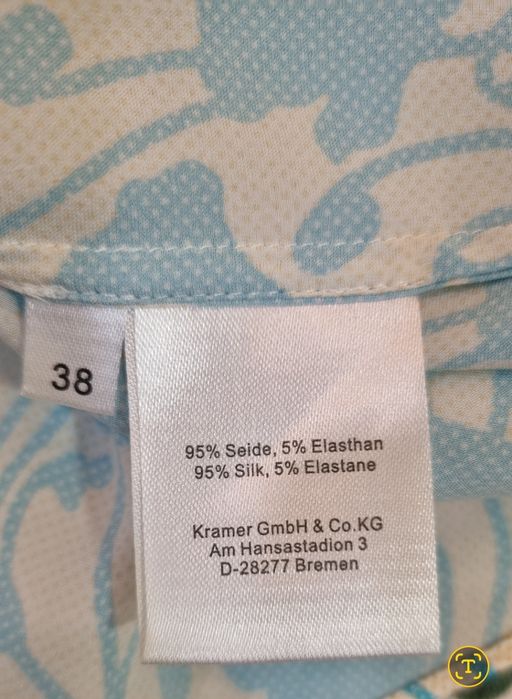 38
95% Seide, 5% Elasthan
95% Silk, 5% Elastane
Kramer GmbH & Co.KG
Am Hansastadion 3
D-28277 Bremen
T